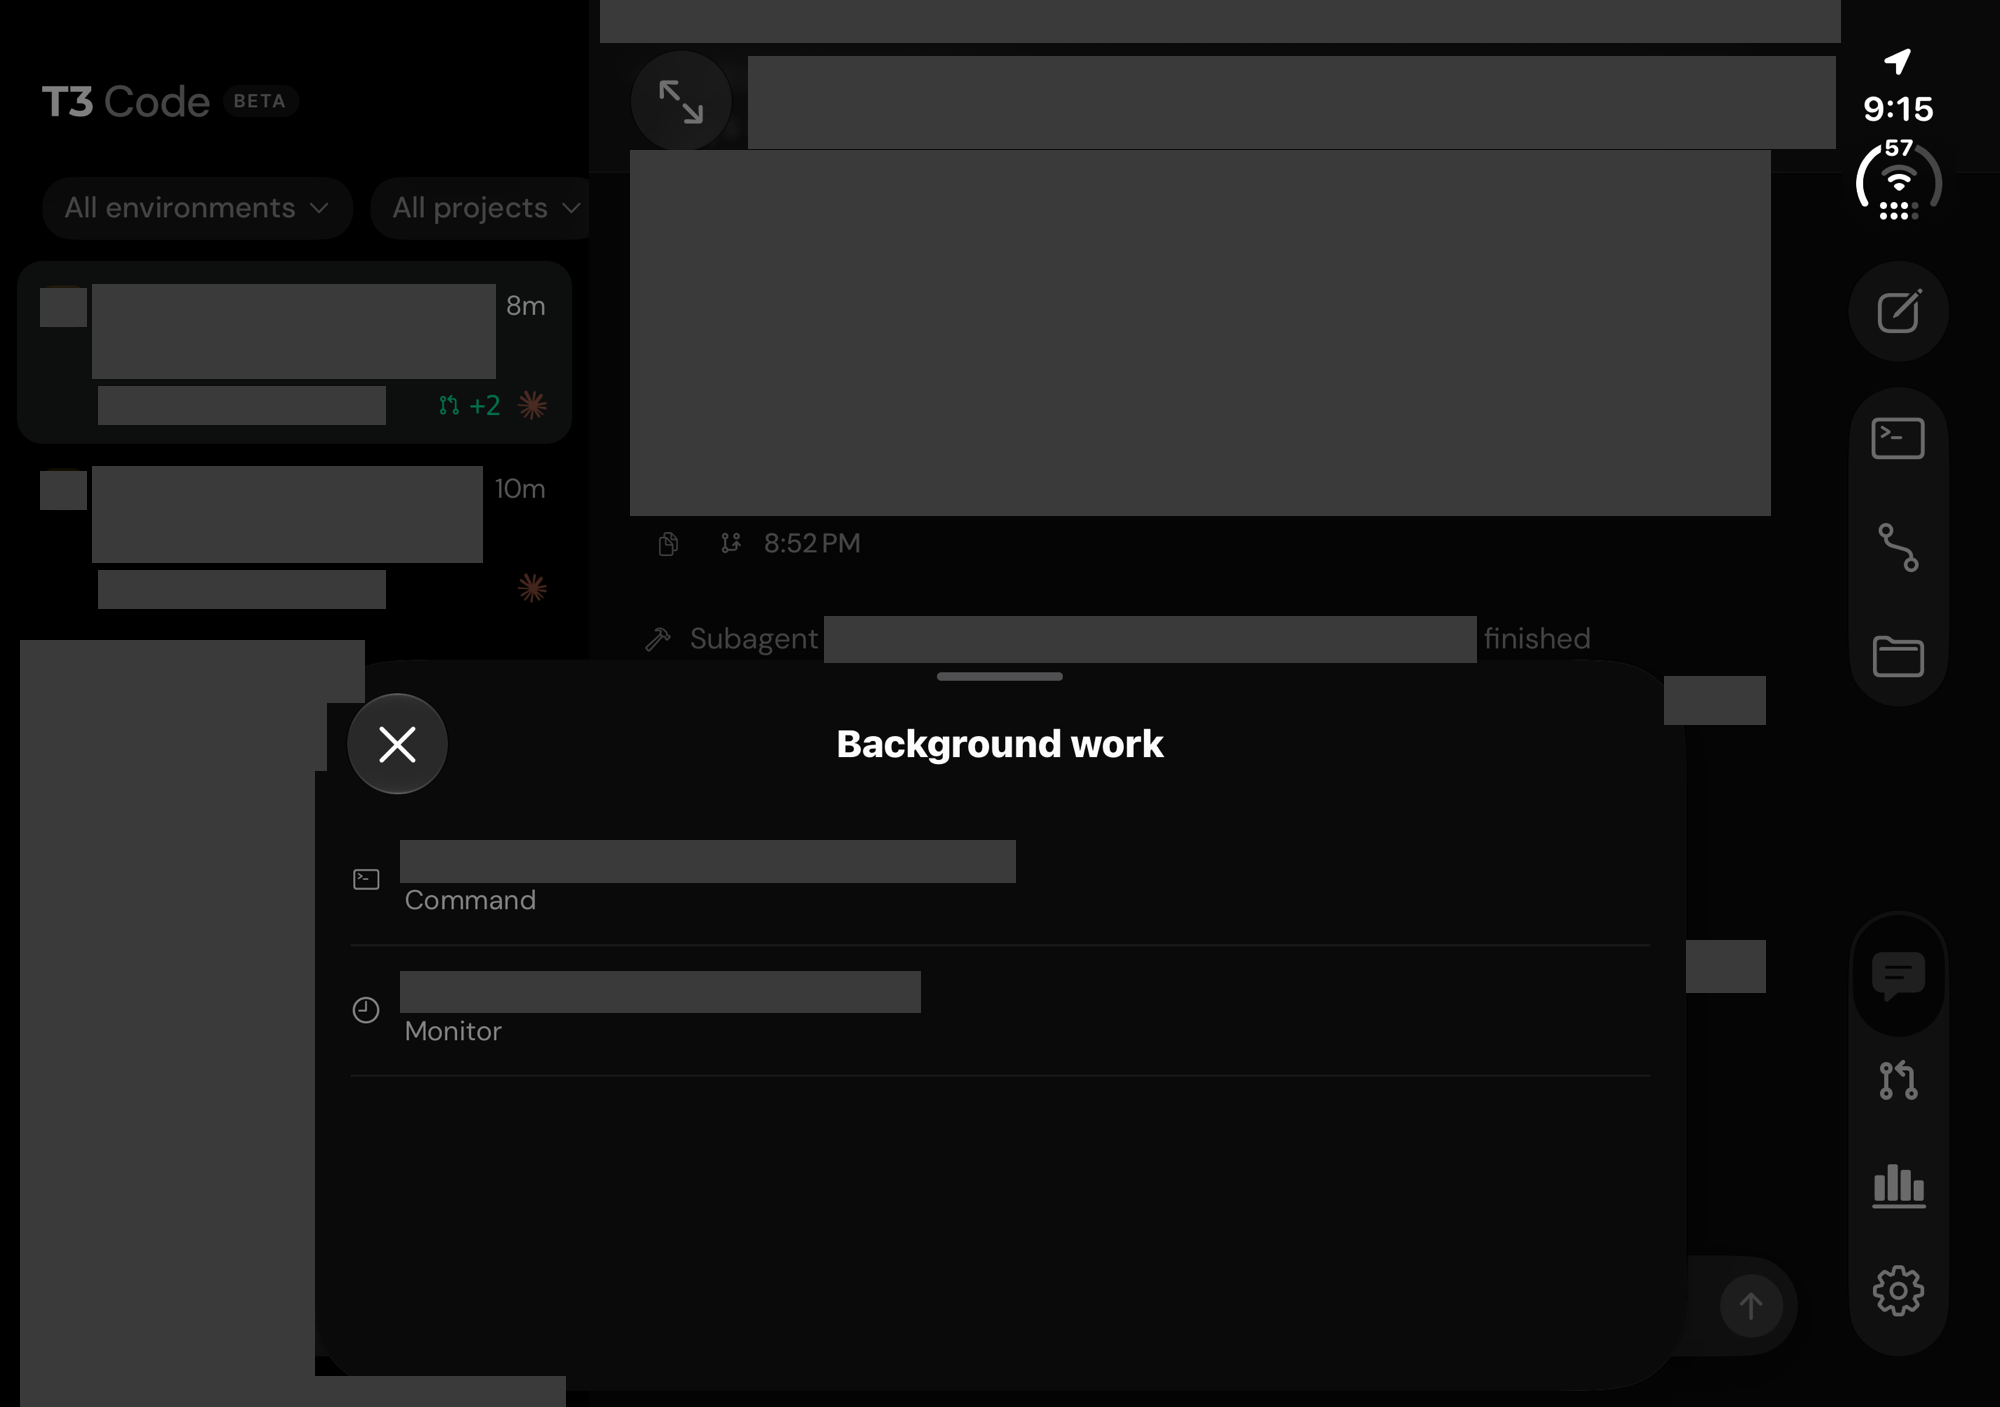 T3 Code BETA
All environments
All projects
8m
+2
10m
8:52 PM
Subagent
finished
Background work
Command
Monitor
9:15
57